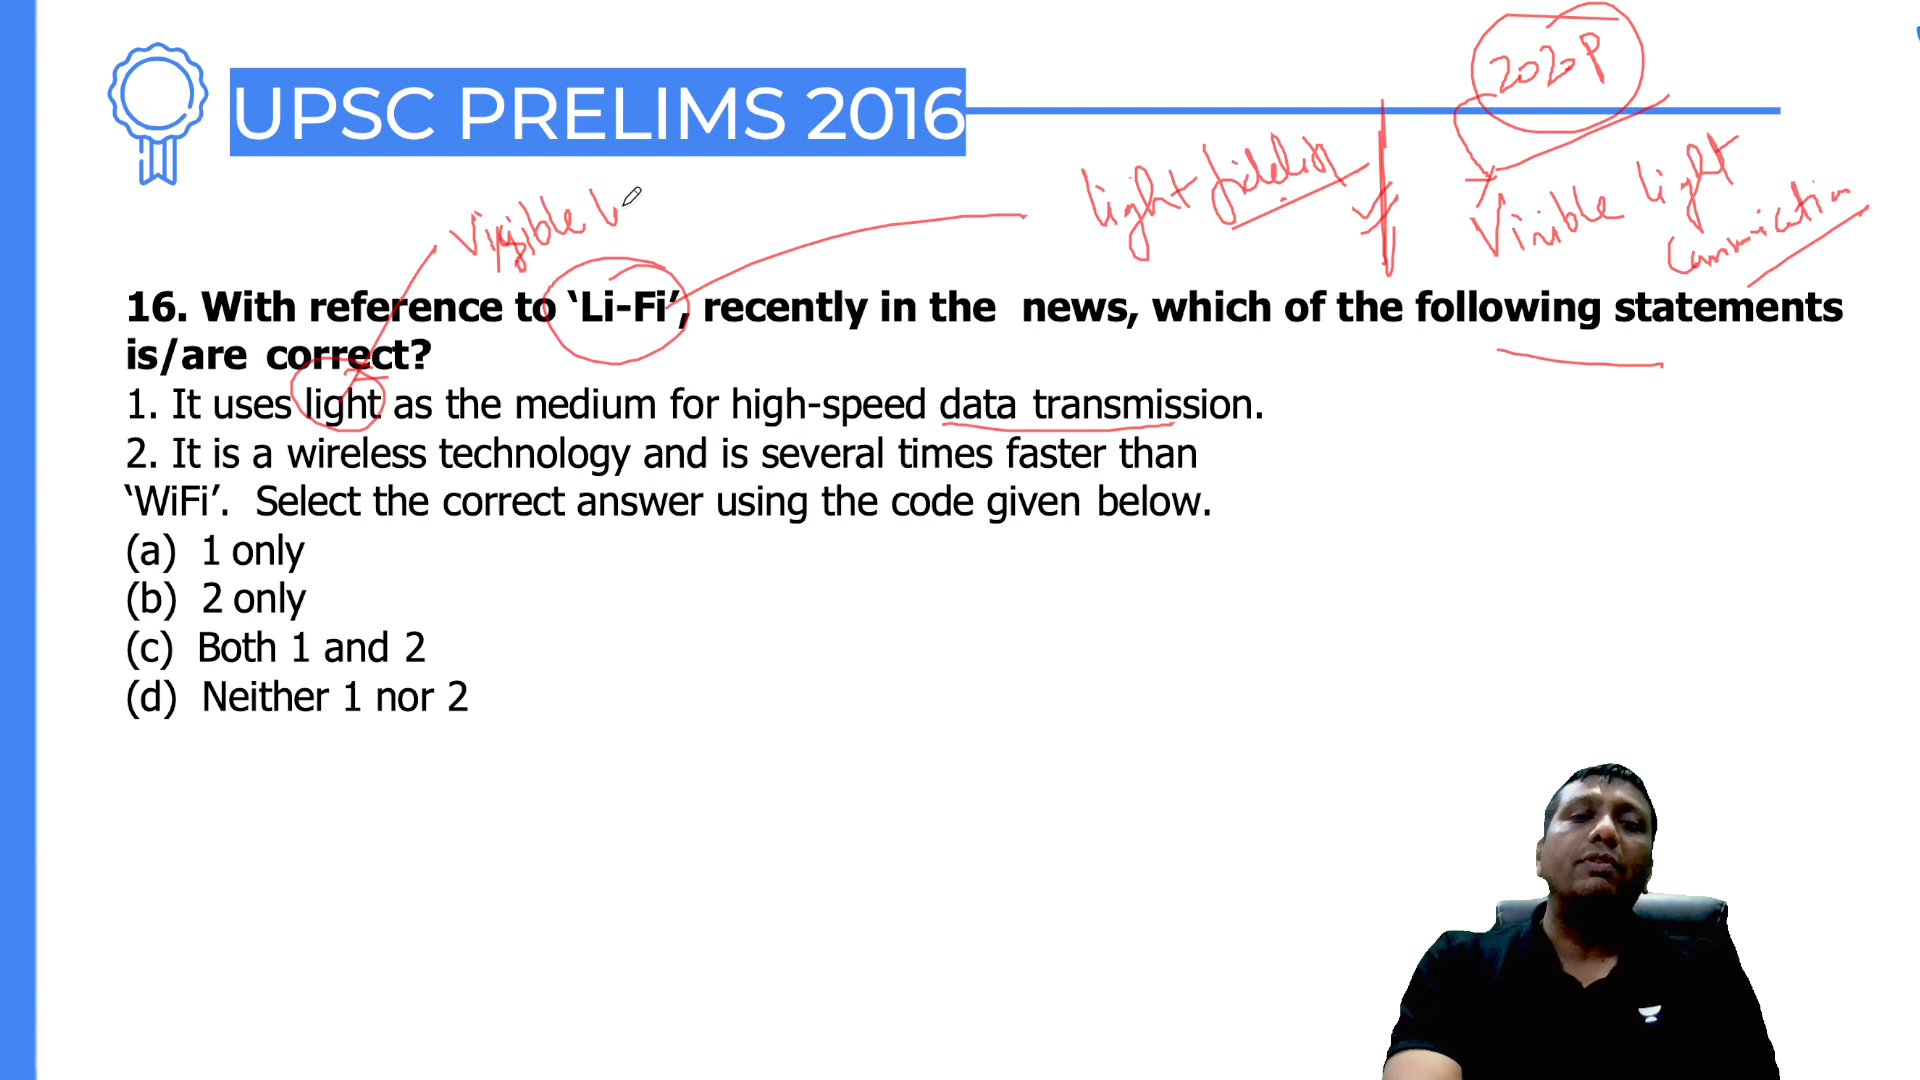 2020 P
UPSC PRELIMS 2016
light fidelity
Visible light
Communication
Visible
16. With reference to ‘Li-Fi’, recently in the news, which of the following statements
is/are correct?
1. It uses light as the medium for high-speed data transmission.
2. It is a wireless technology and is several times faster than
‘WiFi’. Select the correct answer using the code given below.
(a) 1 only
(b) 2 only
(c) Both 1 and 2
(d) Neither 1 nor 2